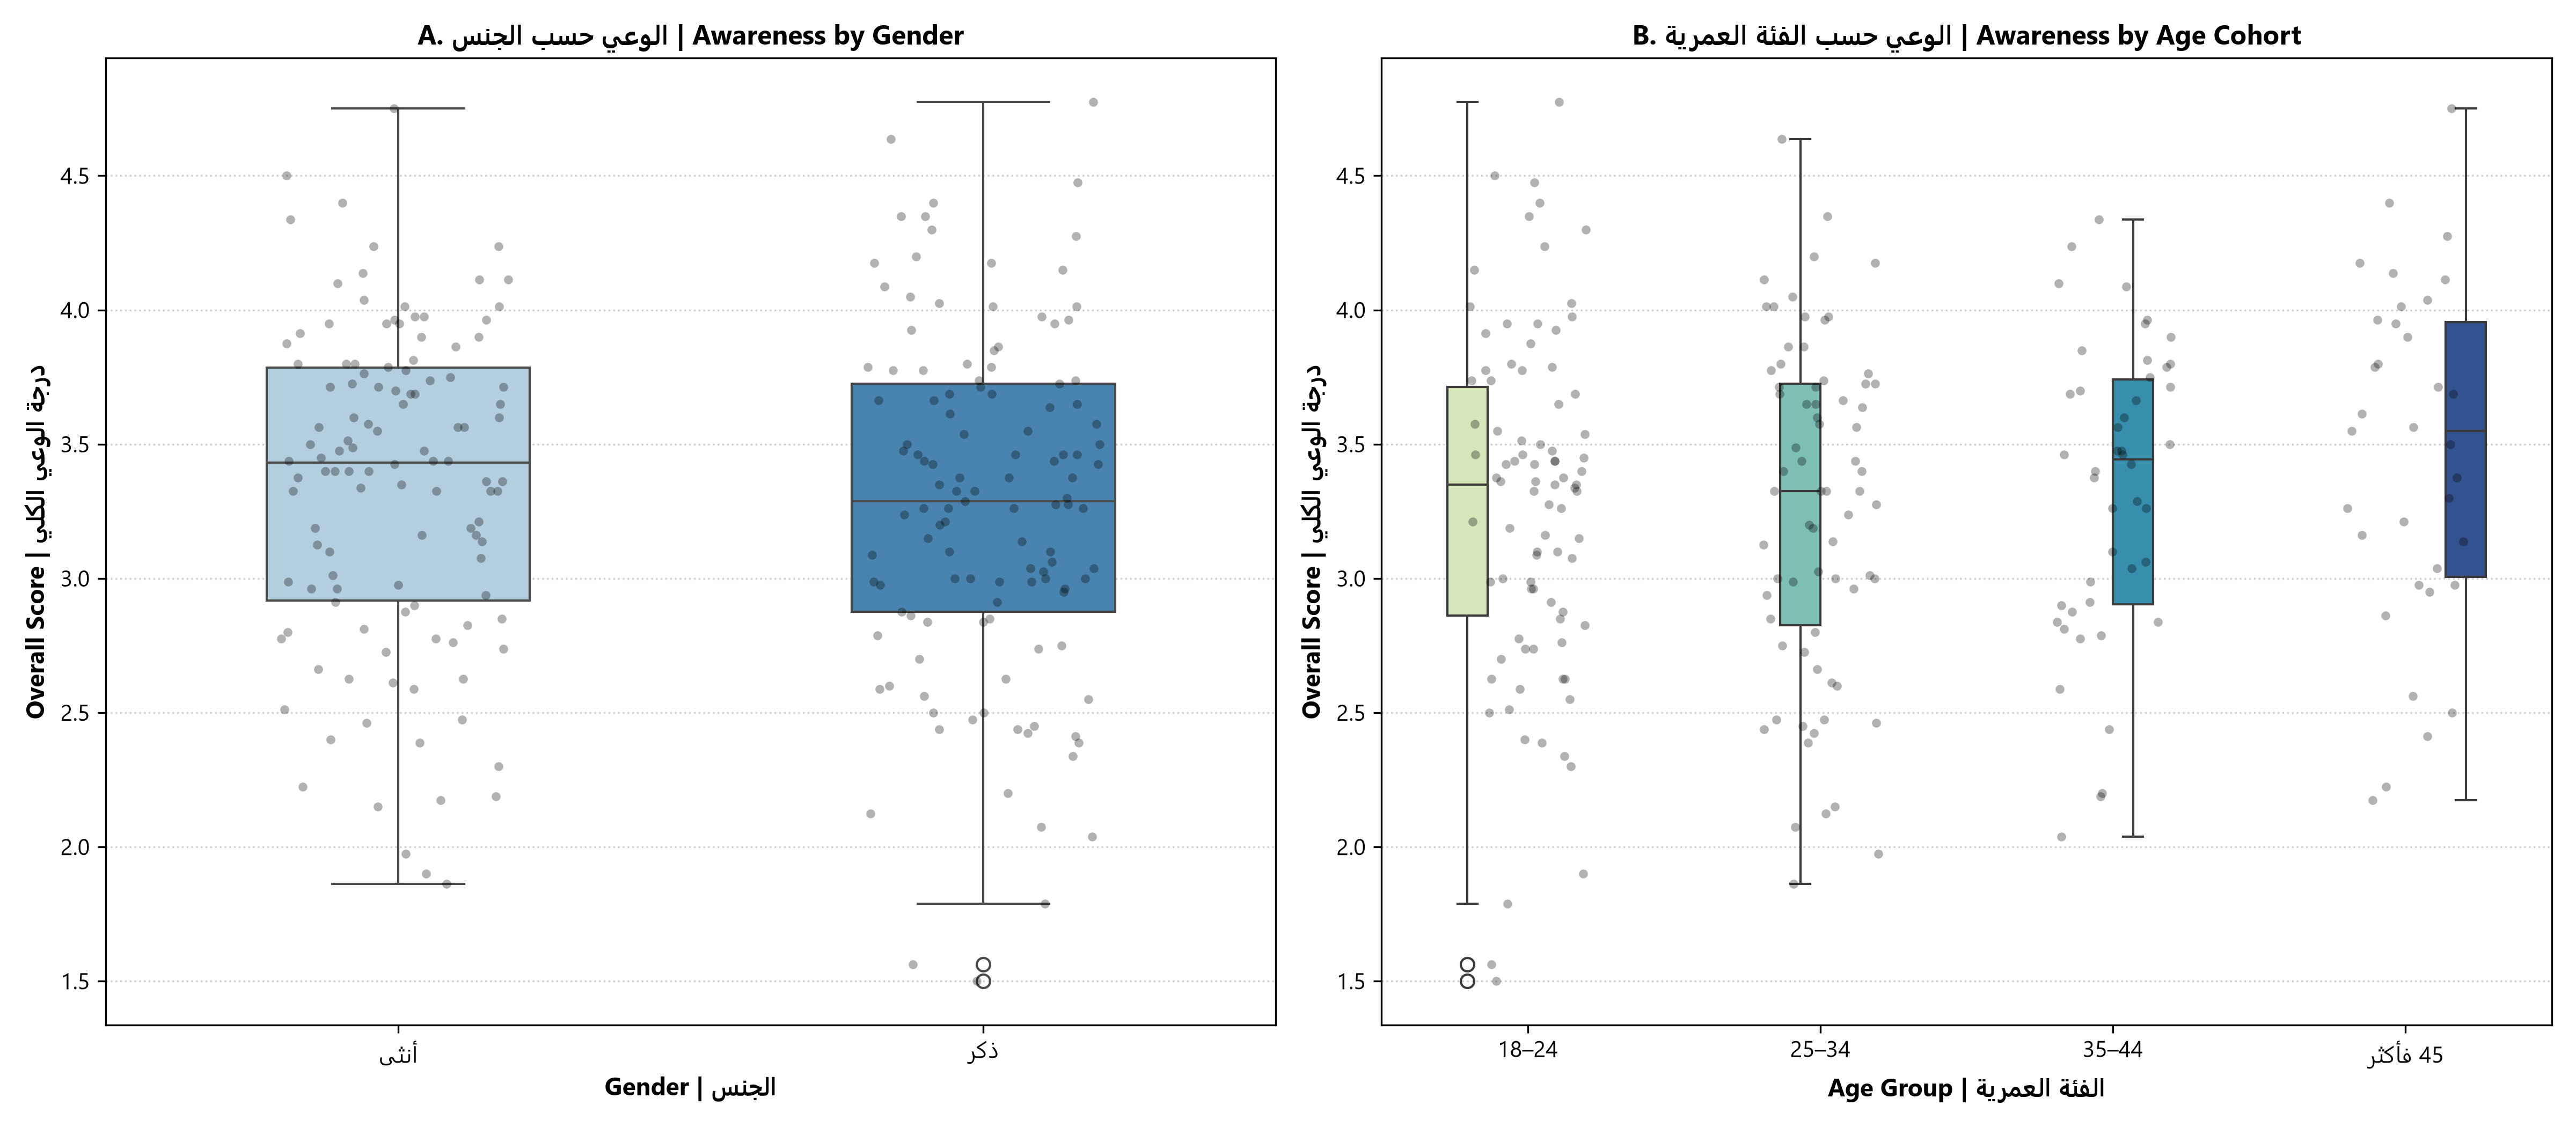 A. الوعي حسب الجنس | Awareness by Gender
درجة الوعي الكلي | Overall Score
4.5
4.0
3.5
3.0
2.5
2.0
1.5
أنثى
ذكر
Gender | الجنس
B. الوعي حسب الفئة العمرية | Awareness by Age Cohort
Overall Score | درجة الوعي الكلي
4.5
4.0
3.5
3.0
2.5
2.0
1.5
18–24
25–34
35–44
45 فأكثر
Age Group | الفئة العمرية